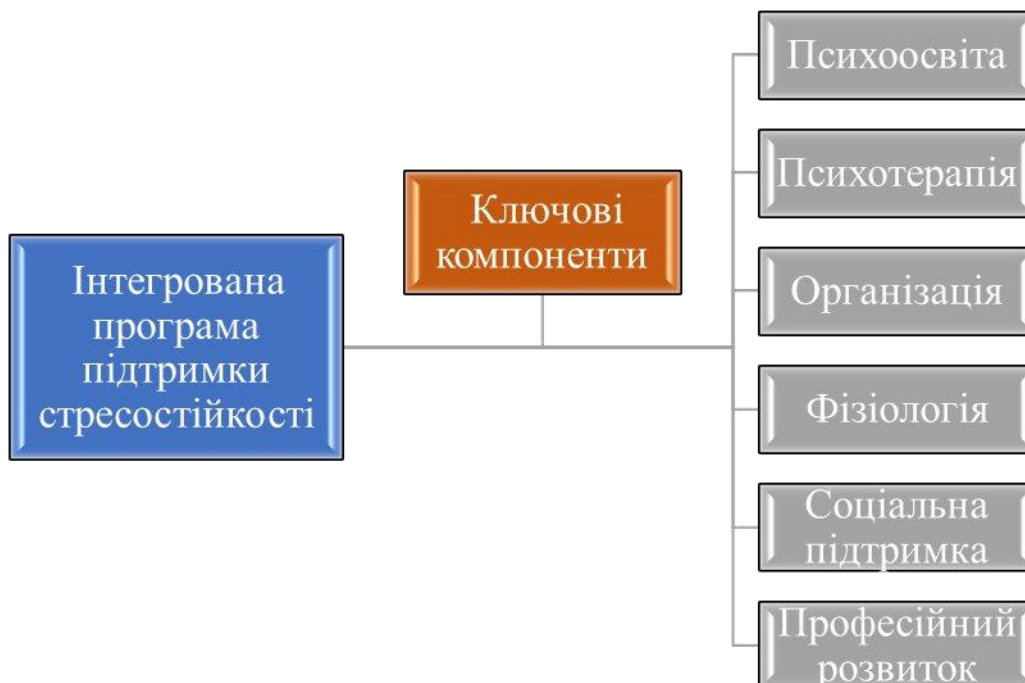 Інтегрована
програма
підтримки
стресостійкості
Ключові
компоненти
Психоосвіта
Психотерапія
Організація
Фізіологія
Соціальна
підтримка
Професійний
розвиток